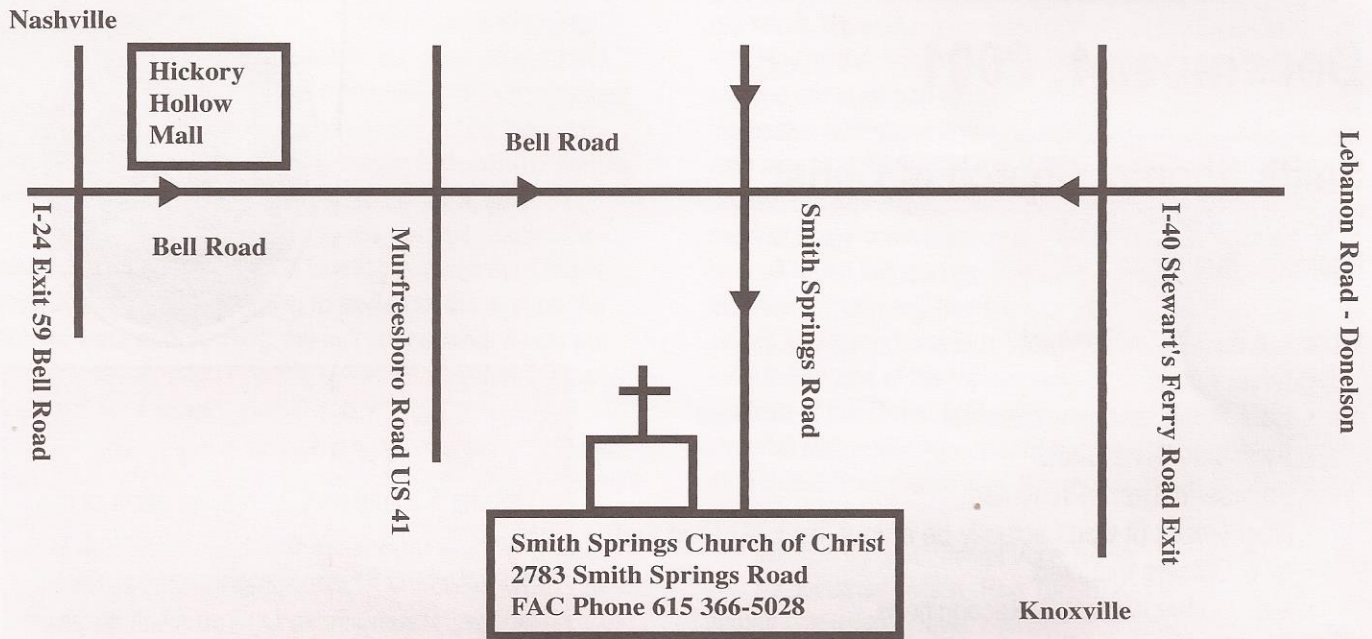 Nashville
Hickory
Hollow
Mall
Bell Road
Bell Road
I-24 Exit 59 Bell Road
Murfreesboro Road US 41
Smith Springs Road
I-40 Stewart's Ferry Road Exit
Lebanon Road - Donelson
Smith Springs Church of Christ
2783 Smith Springs Road
FAC Phone 615 366-5028
Knoxville